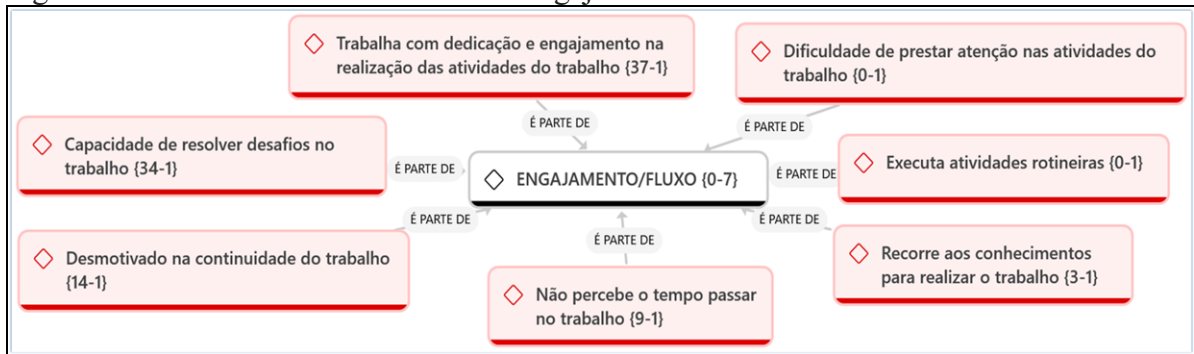 Trabalha com dedicação e engajamento na
realização das atividades do trabalho {37-1}
Dificuldade de prestar atenção nas atividades do
trabalho {0-1}
É PARTE DE
É PARTE DE
Capacidade de resolver desafios no
trabalho {34-1}
É PARTE DE
ENGAJAMENTO/FLUXO {0-7}
É PARTE DE
Executa atividades rotineiras {0-1}
É PARTE DE
É PARTE DE
É PARTE DE
Desmotivado na continuidade do trabalho
{14-1}
Não percebe o tempo passar
no trabalho {9-1}
Recorre aos conhecimentos
para realizar o trabalho {3-1}